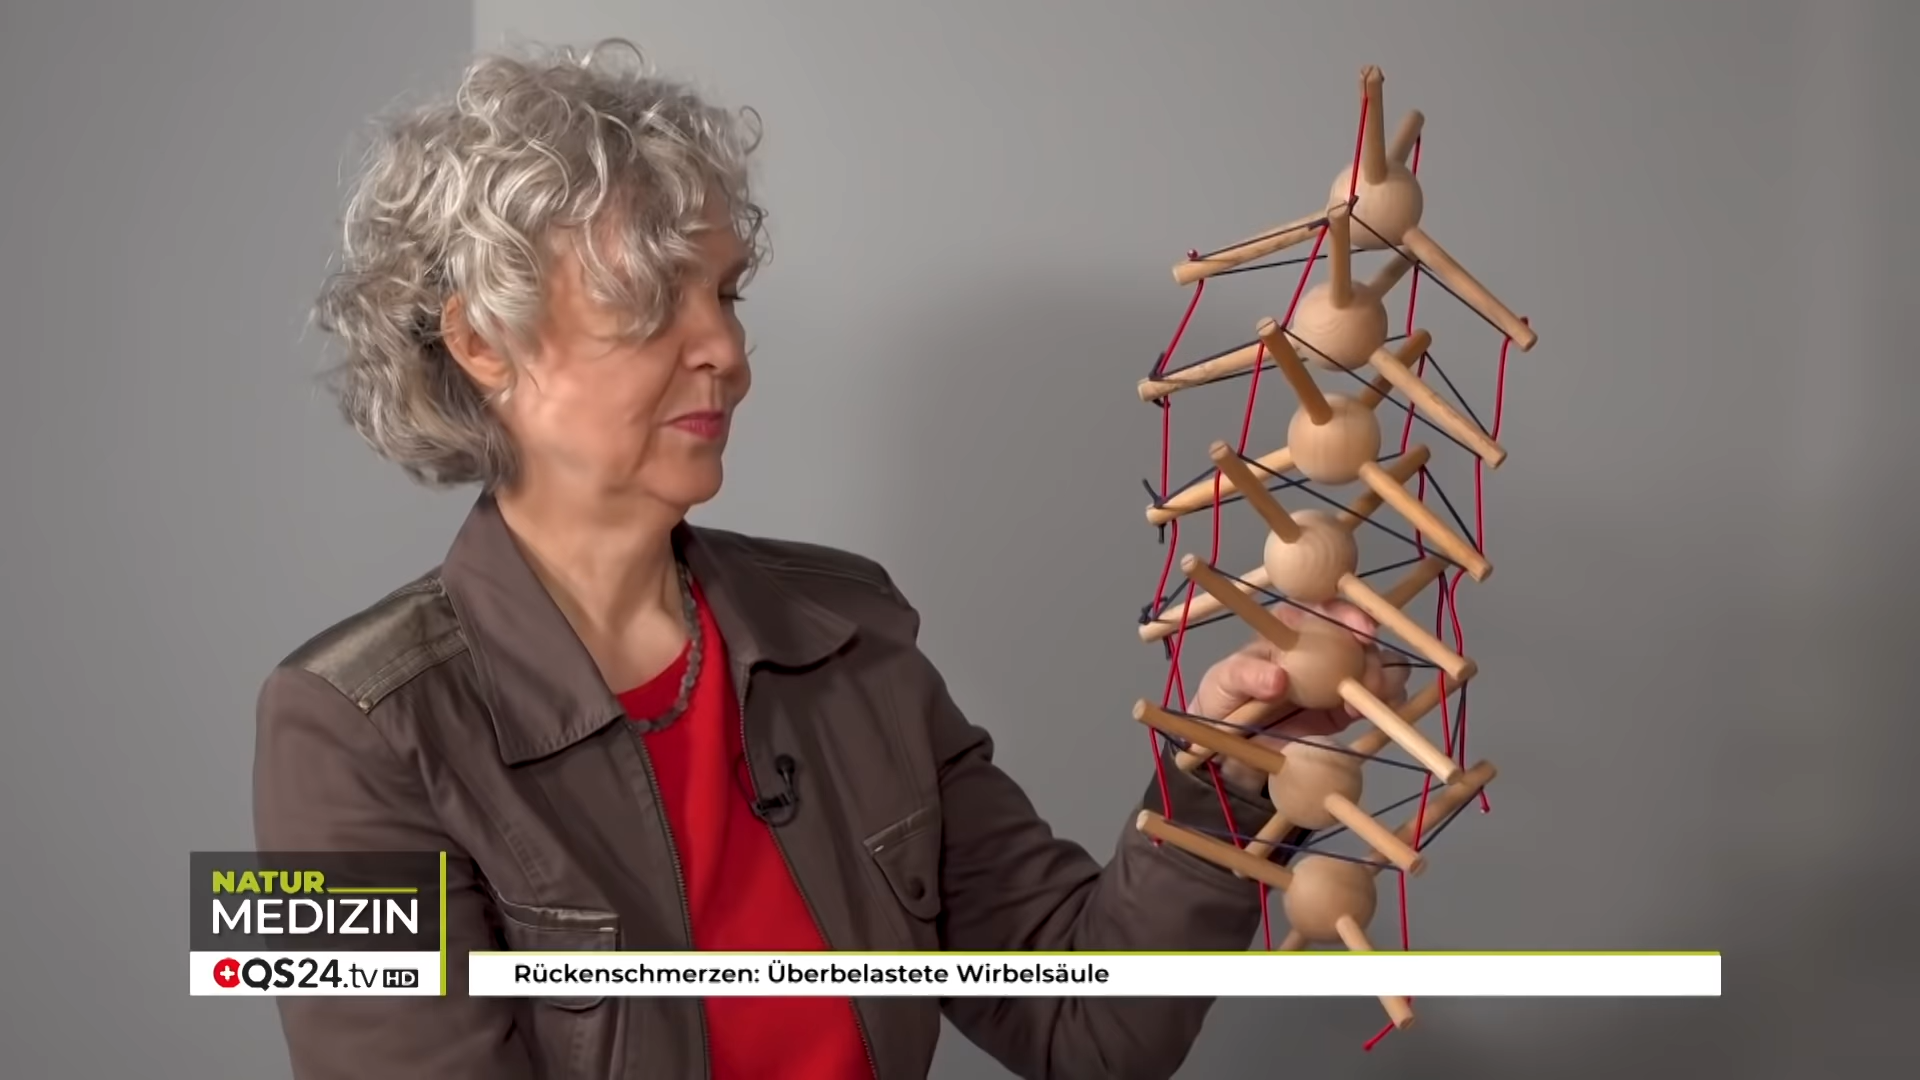 NATUR
MEDIZIN
QS24.tv HD
Rückenschmerzen: Überbelastete Wirbelsäule